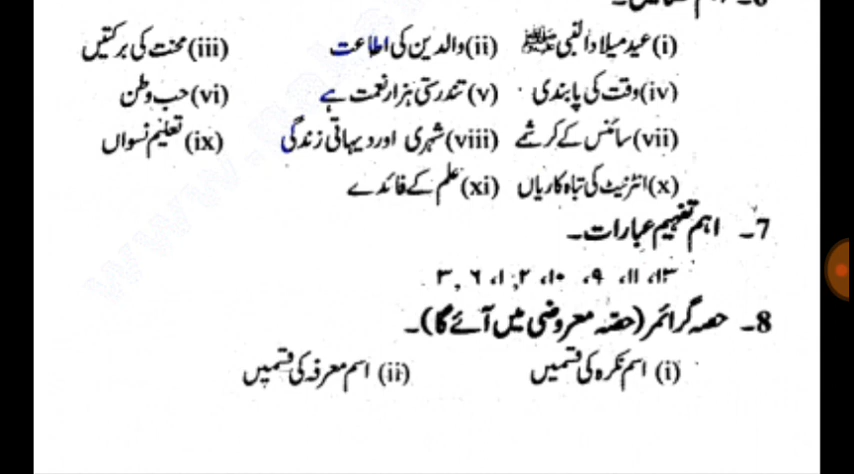 (i) عید میلاد النبی ﷺ (ii) والدین کی اطاعت (iii) محنت کی برکتیں
(iv) وقت کی پابندی (v) تندرستی ہزار نعمت ہے (vi) حب وطن
(vii) سائنس کے کرشمے (viii) شہری اور دیہاتی زندگی (ix) تعلیم نسواں
(x) انٹرنیٹ کی تباہ کاریاں (xi) علم کے فائدے
7۔ اہم تفہیم عبارات۔
۱۳، ۱۱، ۹، ۱۰، ۲، ۱، ۶، ۳
8۔ حصہ گرائمر (حصہ معروضی میں آئے گا)۔
(i) اسم نکرہ کی قسمیں (ii) اسم معرفہ کی قسمیں